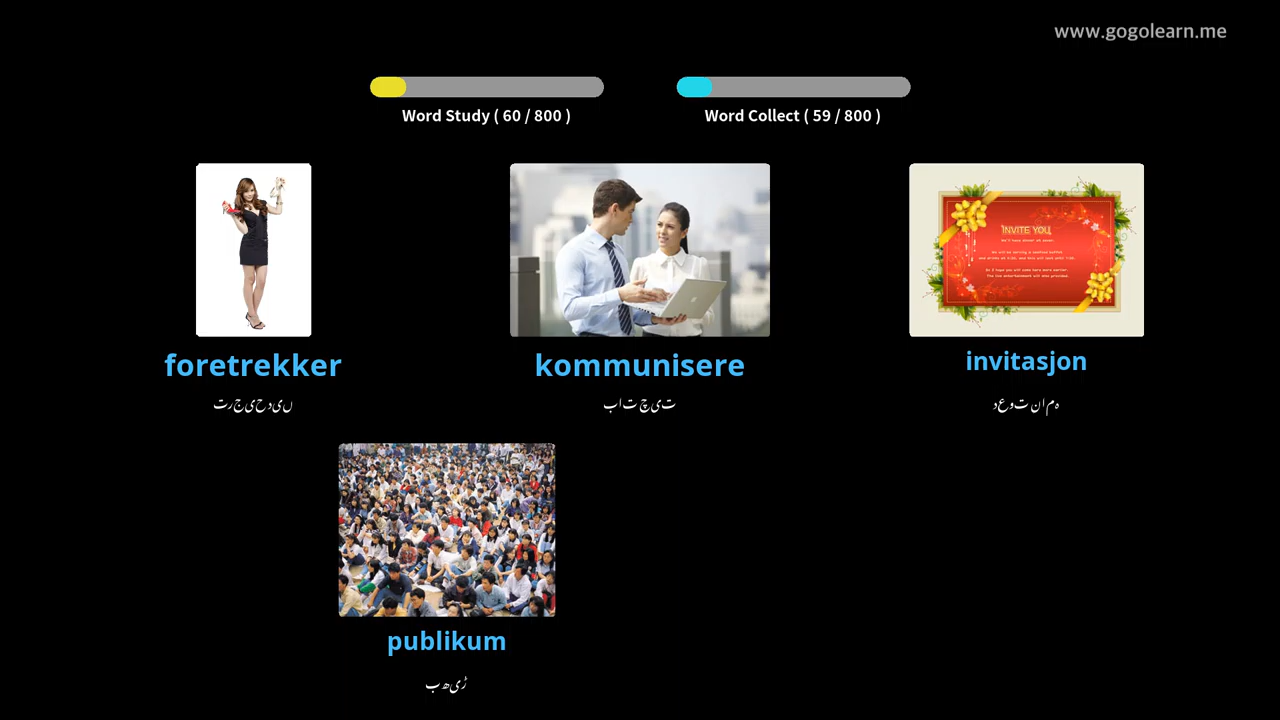 www.gogolearn.me
Word Study ( 60 / 800 )
Word Collect ( 59 / 800 )
INVITE YOU
foretrekker
kommunisere
invitasjon
ترجیح دیں
بات چیت
دعوت نامہ
publikum
بھیڑ